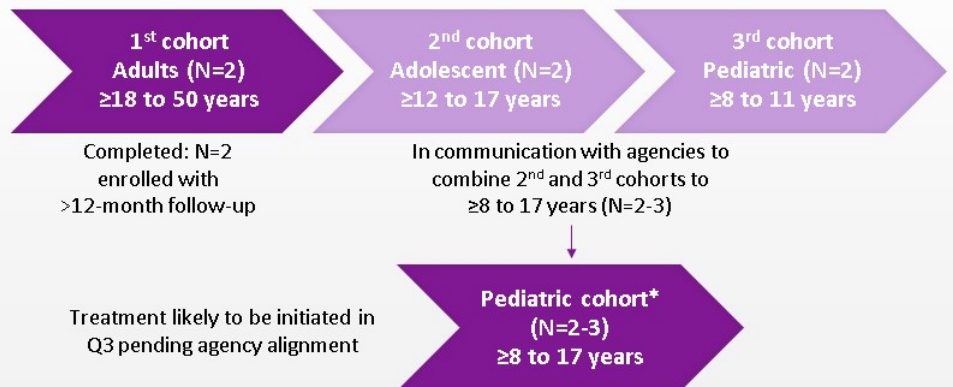 1st cohort
Adults (N=2)
≥18 to 50 years
2nd cohort
Adolescent (N=2)
≥12 to 17 years
3rd cohort
Pediatric (N=2)
≥8 to 11 years
Completed: N=2
enrolled with
>12-month follow-up
In communication with agencies to
combine 2nd and 3rd cohorts to
≥8 to 17 years (N=2-3)
Treatment likely to be initiated in
Q3 pending agency alignment
Pediatric cohort*
(N=2-3)
≥8 to 17 years